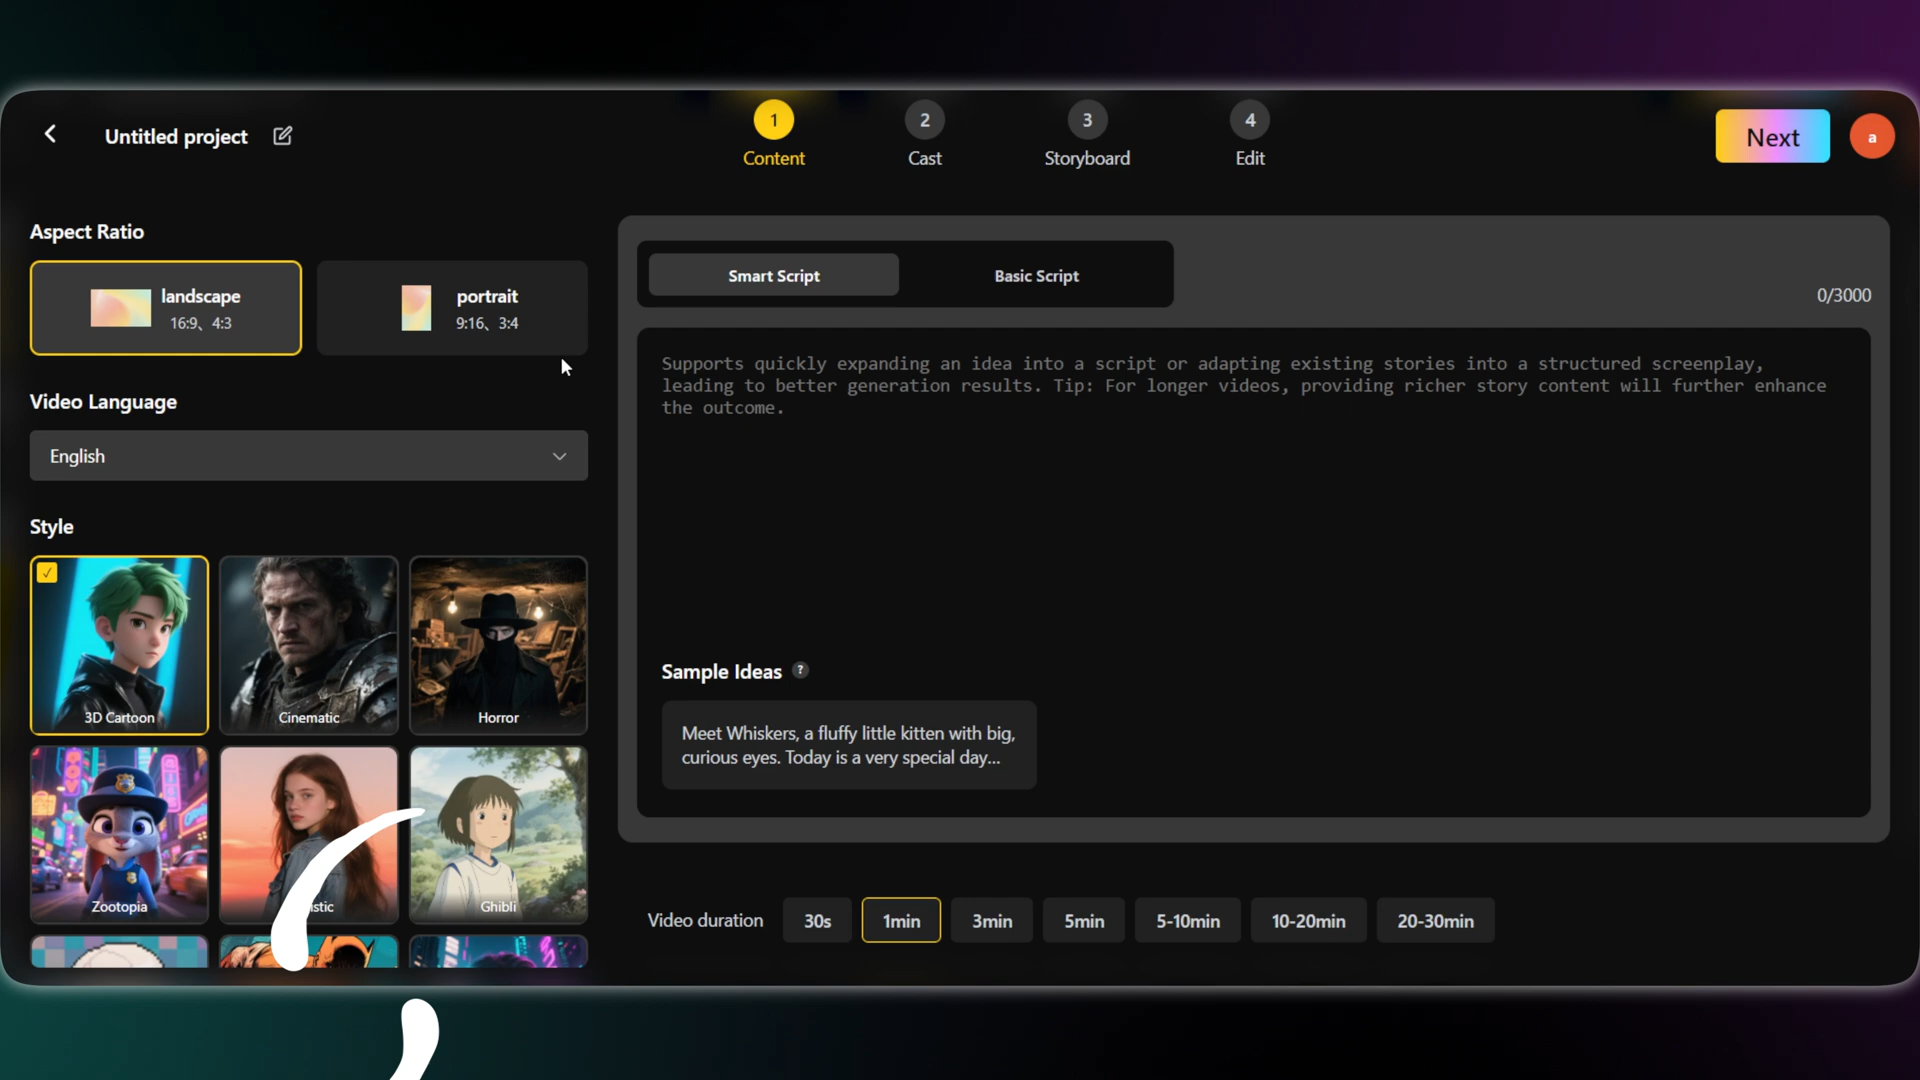 Untitled project
1
Content
2
Cast
3
Storyboard
4
Edit
Next
a
Aspect Ratio
landscape
16:9、4:3
portrait
9:16、3:4
Video Language
English
Style
3D Cartoon
Cinematic
Horror
Zootopia
Ghibli
Smart Script
Basic Script
0/3000
Supports quickly expanding an idea into a script or adapting existing stories into a structured screenplay,
leading to better generation results. Tip: For longer videos, providing richer story content will further enhance
the outcome.
Sample Ideas ?
Meet Whiskers, a fluffy little kitten with big,
curious eyes. Today is a very special day...
Video duration
30s
1min
3min
5min
5-10min
10-20min
20-30min